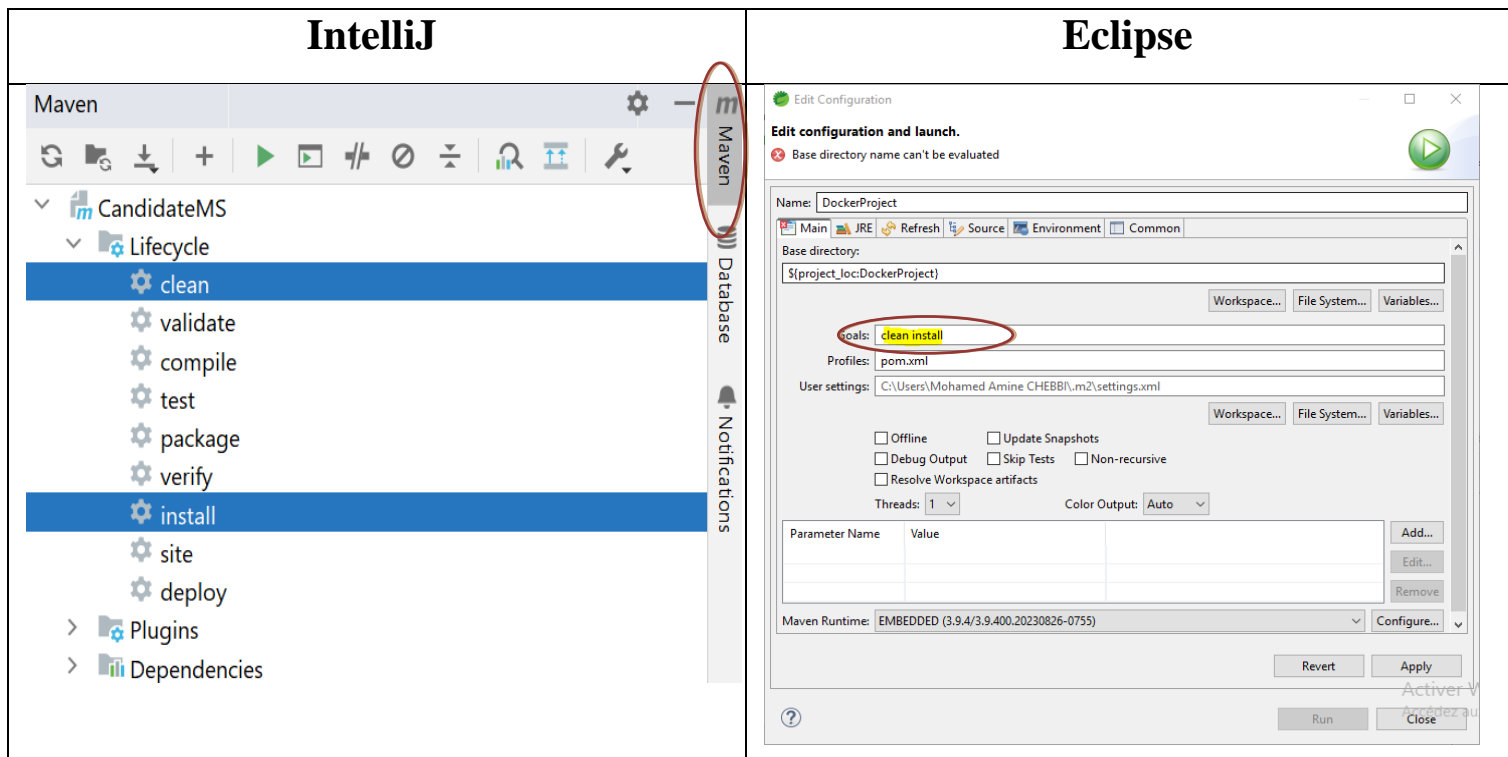 IntelliJ
Eclipse
Maven
m Maven
Database
Notifications
CandidateMS
Lifecycle
clean
validate
compile
test
package
verify
install
site
deploy
Plugins
Dependencies
Edit Configuration
Edit configuration and launch.
Base directory name can't be evaluated
Name: DockerProject
Main JRE Refresh Source Environment Common
Base directory:
${project_loc:DockerProject}
Workspace... File System... Variables...
Goals: clean install
Profiles: pom.xml
User settings: C:\Users\Mohamed Amine CHEBBI\.m2\settings.xml
Workspace... File System... Variables...
Offline Update Snapshots
Debug Output Skip Tests Non-recursive
Resolve Workspace artifacts
Threads: 1 Color Output: Auto
Parameter Name Value
Add...
Edit...
Remove
Maven Runtime: EMBEDDED (3.9.4/3.9.400.20230826-0755) Configure...
Revert Apply
Activer
Accédez au
? Run Close